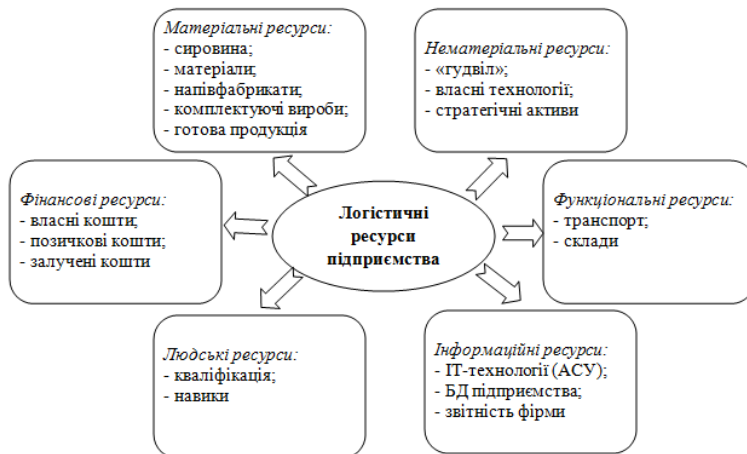 Матеріальні ресурси:
- сировина;
- матеріали;
- напівфабрикати;
- комплектуючі вироби;
- готова продукція
Нематеріальні ресурси:
- «гудвіл»;
- власні технології;
- стратегічні активи
Фінансові ресурси:
- власні кошти;
- позичкові кошти;
- залучені кошти
Логістичні
ресурси
підприємства
Функціональні ресурси:
- транспорт;
- склади
Людські ресурси:
- кваліфікація;
- навики
Інформаційні ресурси:
- ІТ-технології (АСУ);
- БД підприємства;
- звітність фірми